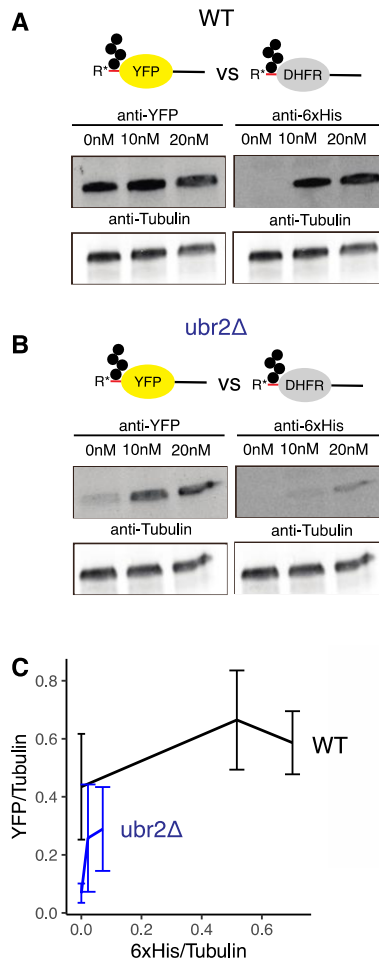 A
WT
R* YFP vs R* DHFR
anti-YFP anti-6xHis
0nM 10nM 20nM 0nM 10nM 20nM
anti-Tubulin anti-Tubulin
ubr2Δ
B
R* YFP vs R* DHFR
anti-YFP anti-6xHis
0nM 10nM 20nM 0nM 10nM 20nM
anti-Tubulin anti-Tubulin
C
0.8
0.6
0.4
0.2
0.0
YFP/Tubulin
WT
ubr2Δ
0.0 0.2 0.4 0.6
6xHis/Tubulin